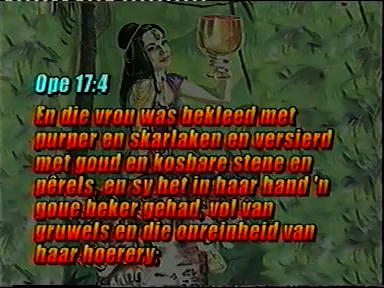 Ope 17:4
En die vrou was bekleed met
purper en skarlaken en versierd
met goud en kosbare stene en
pêrels, en sy het in haar hand 'n
goue beker gehad, vol van
gruwels en die onreinheid van
haar hoerery;